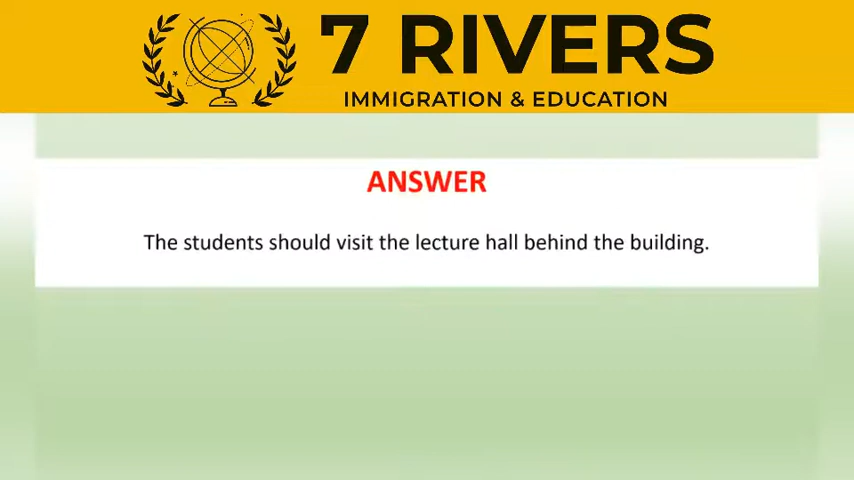 7 RIVERS
IMMIGRATION & EDUCATION
ANSWER
The students should visit the lecture hall behind the building.